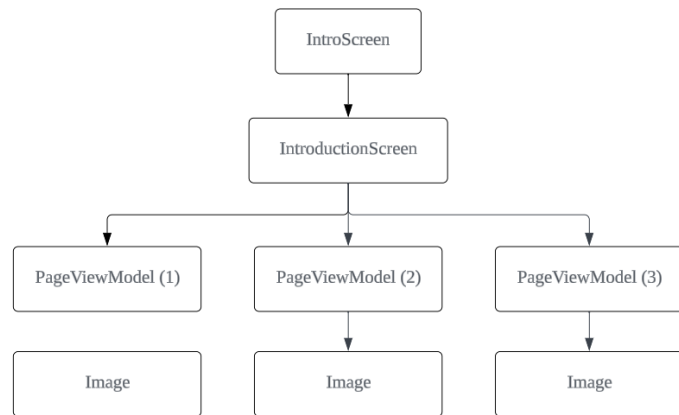 IntroScreen
IntroductionScreen
PageViewModel (1)
PageViewModel (2)
PageViewModel (3)
Image
Image
Image